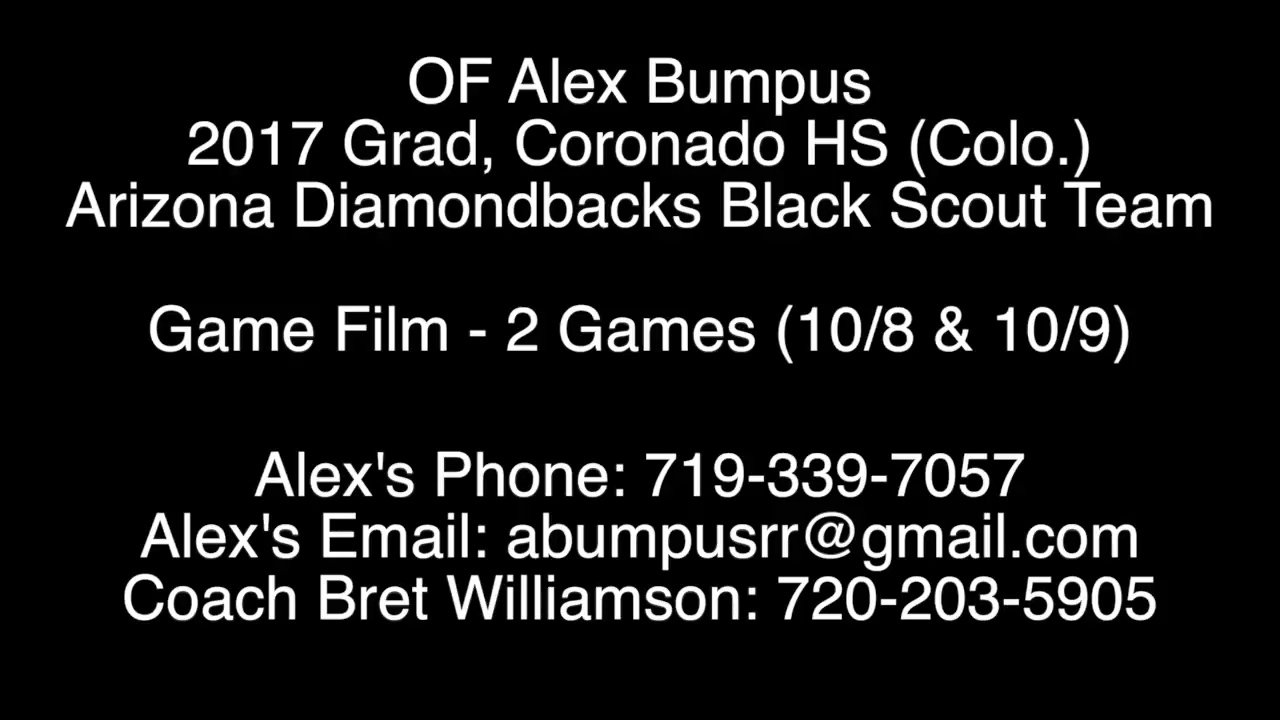 OF Alex Bumpus
2017 Grad, Coronado HS (Colo.)
Arizona Diamondbacks Black Scout Team
Game Film - 2 Games (10/8 & 10/9)
Alex's Phone: 719-339-7057
Alex's Email: abumpusrr@gmail.com
Coach Bret Williamson: 720-203-5905